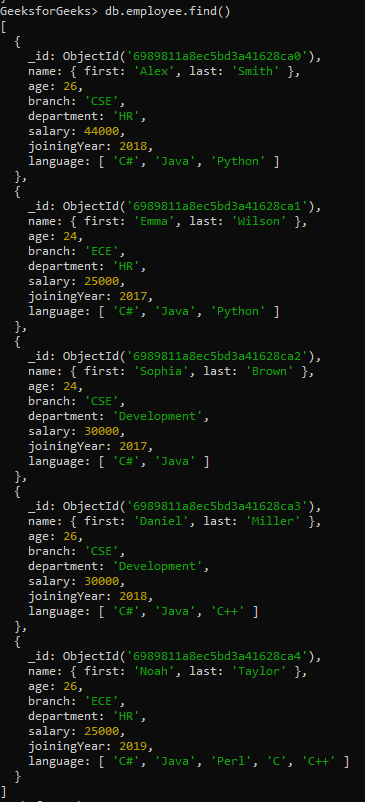 GeeksforGeeks> db.employee.find()
[
  {
    _id: ObjectId('6989811a8ec5bd3a41628ca0'),
    name: { first: 'Alex', last: 'Smith' },
    age: 26,
    branch: 'CSE',
    department: 'HR',
    salary: 44000,
    joiningYear: 2018,
    language: [ 'C#', 'Java', 'Python' ]
  },
  {
    _id: ObjectId('6989811a8ec5bd3a41628ca1'),
    name: { first: 'Emma', last: 'Wilson' },
    age: 24,
    branch: 'ECE',
    department: 'HR',
    salary: 25000,
    joiningYear: 2017,
    language: [ 'C#', 'Java', 'Python' ]
  },
  {
    _id: ObjectId('6989811a8ec5bd3a41628ca2'),
    name: { first: 'Sophia', last: 'Brown' },
    age: 24,
    branch: 'CSE',
    department: 'Development',
    salary: 30000,
    joiningYear: 2017,
    language: [ 'C#', 'Java' ]
  },
  {
    _id: ObjectId('6989811a8ec5bd3a41628ca3'),
    name: { first: 'Daniel', last: 'Miller' },
    age: 26,
    branch: 'CSE',
    department: 'Development',
    salary: 30000,
    joiningYear: 2018,
    language: [ 'C#', 'Java', 'C++' ]
  },
  {
    _id: ObjectId('6989811a8ec5bd3a41628ca4'),
    name: { first: 'Noah', last: 'Taylor' },
    age: 26,
    branch: 'ECE',
    department: 'HR',
    salary: 25000,
    joiningYear: 2019,
    language: [ 'C#', 'Java', 'Perl', 'C', 'C++' ]
  }
]